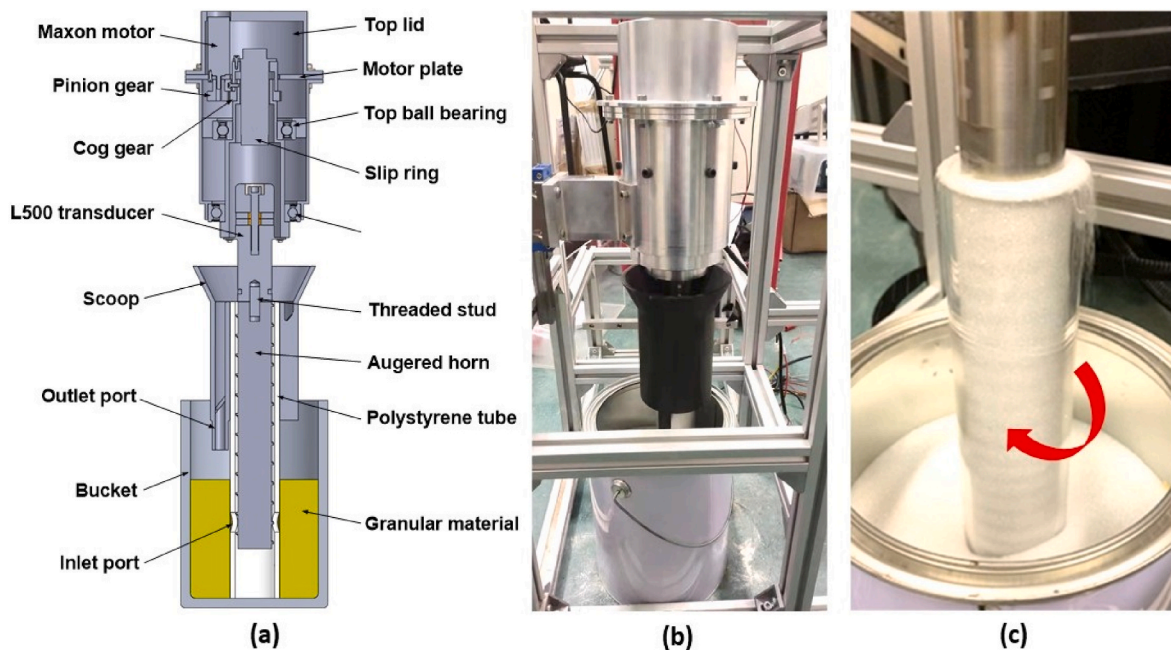 Maxon motor
Top lid
Motor plate
Pinion gear
Top ball bearing
Cog gear
Slip ring
L500 transducer
Scoop
Threaded stud
Augered horn
Outlet port
Polystyrene tube
Bucket
Granular material
Inlet port
(a)
(b)
(c)